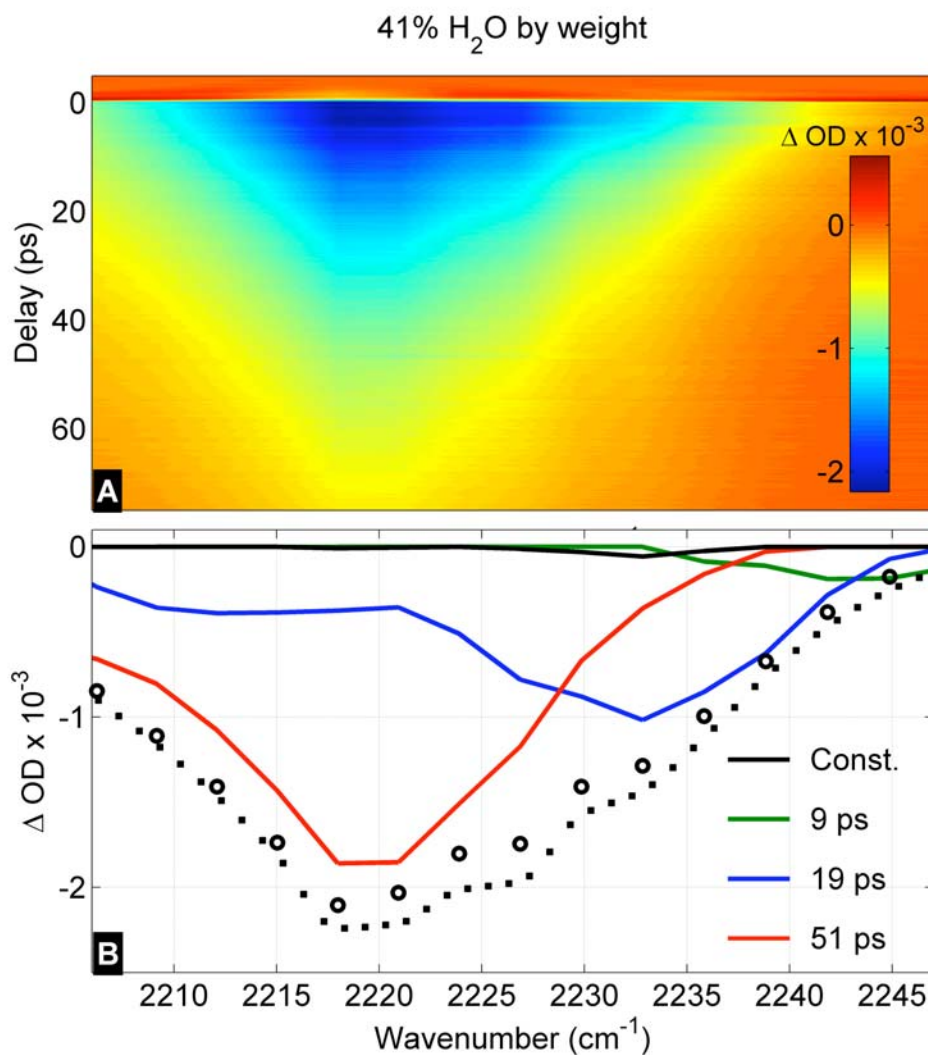 41% H₂O by weight
0
20
40
60
Delay (ps)
Δ OD x 10⁻³
0
-1
-2
A
0
-1
-2
Δ OD x 10⁻³
Const.
9 ps
19 ps
51 ps
B
2210 2215 2220 2225 2230 2235 2240 2245
Wavenumber (cm⁻¹)